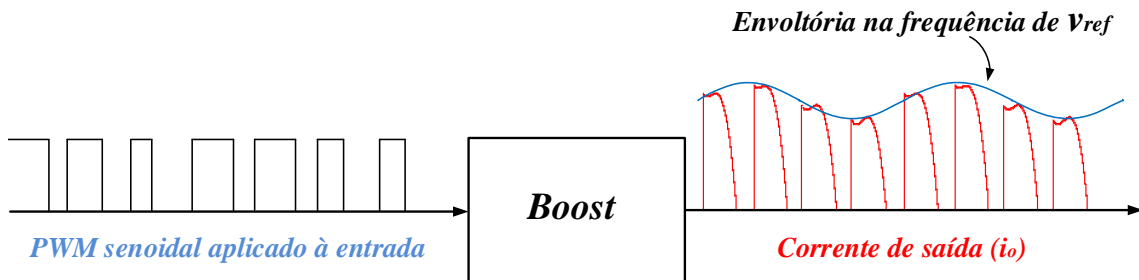 Envoltória na frequência de vref
Boost
PWM senoidal aplicado à entrada
Corrente de saída (io)